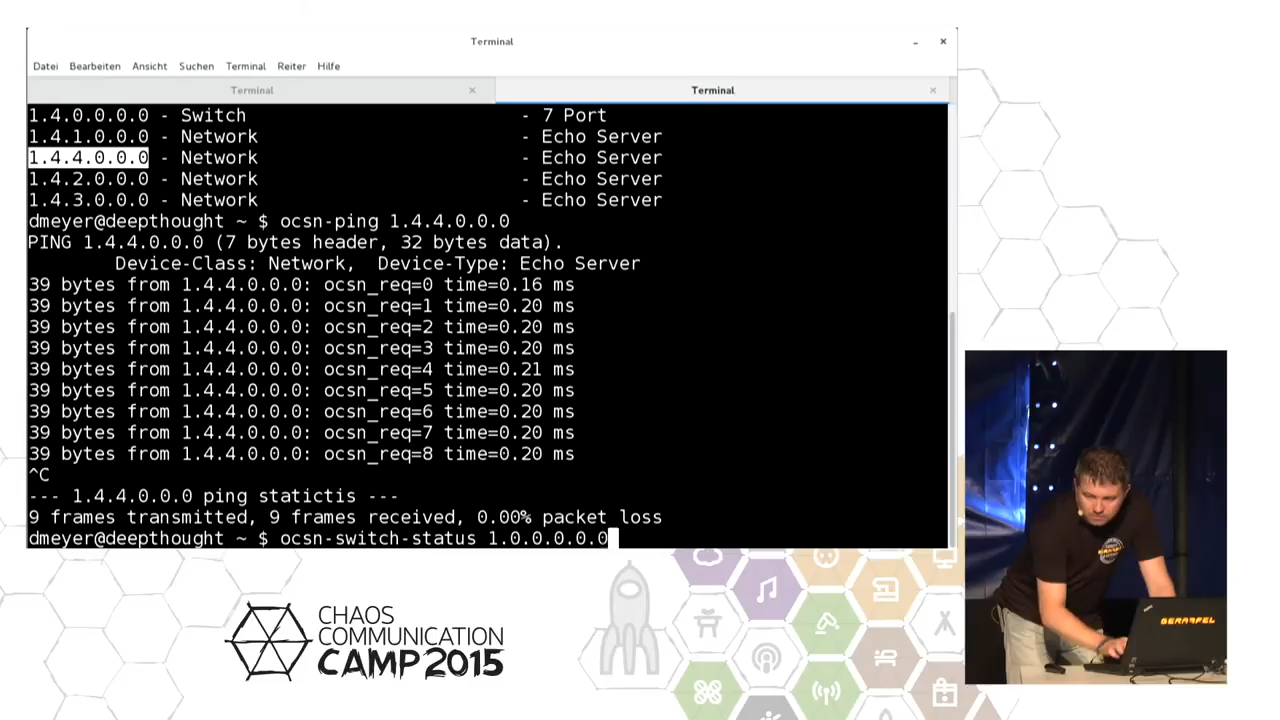 Terminal
Datei Bearbeiten Ansicht Suchen Terminal Reiter Hilfe
Terminal Terminal
1.4.0.0.0.0 - Switch - 7 Port
1.4.1.0.0.0 - Network - Echo Server
1.4.4.0.0.0 - Network - Echo Server
1.4.2.0.0.0 - Network - Echo Server
1.4.3.0.0.0 - Network - Echo Server
dmeyer@deepthought ~ $ ocsn-ping 1.4.4.0.0.0
PING 1.4.4.0.0.0 (7 bytes header, 32 bytes data).
Device-Class: Network, Device-Type: Echo Server
39 bytes from 1.4.4.0.0.0: ocsn_req=0 time=0.16 ms
39 bytes from 1.4.4.0.0.0: ocsn_req=1 time=0.20 ms
39 bytes from 1.4.4.0.0.0: ocsn_req=2 time=0.20 ms
39 bytes from 1.4.4.0.0.0: ocsn_req=3 time=0.20 ms
39 bytes from 1.4.4.0.0.0: ocsn_req=4 time=0.21 ms
39 bytes from 1.4.4.0.0.0: ocsn_req=5 time=0.20 ms
39 bytes from 1.4.4.0.0.0: ocsn_req=6 time=0.20 ms
39 bytes from 1.4.4.0.0.0: ocsn_req=7 time=0.20 ms
39 bytes from 1.4.4.0.0.0: ocsn_req=8 time=0.20 ms
^C
--- 1.4.4.0.0.0 ping statictis ---
9 frames transmitted, 9 frames received, 0.00% packet loss
dmeyer@deepthought ~ $ ocsn-switch-status 1.0.0.0.0.0
CHAOS
COMMUNICATION
CAMP 2015